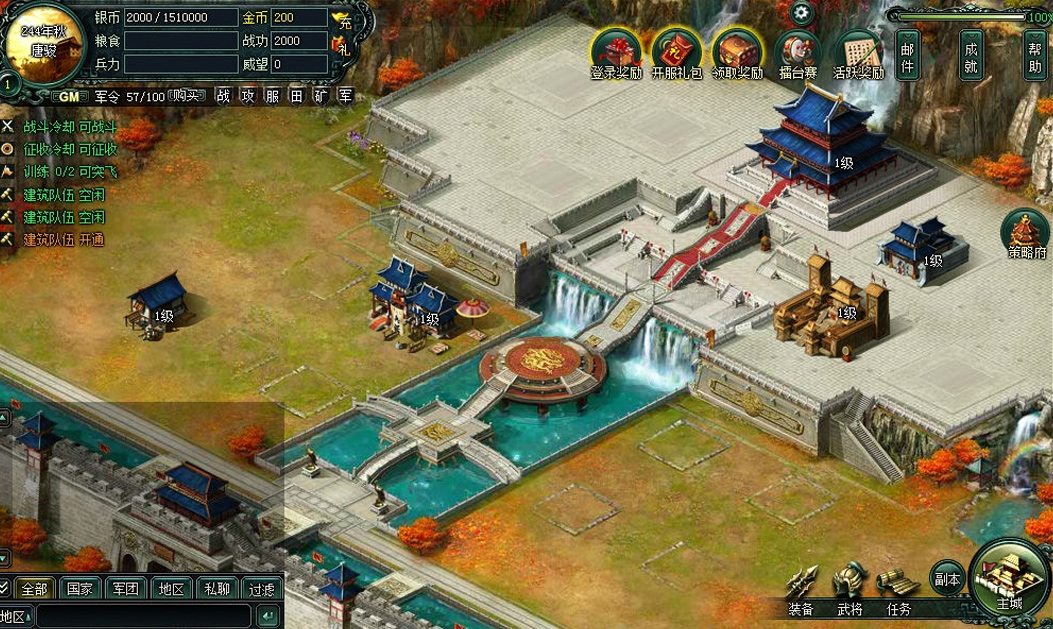 244年秋
唐骏
1
银币 2000/1510000 金币 200 充
粮食 战功 2000 礼
兵力 威望 0
GM 军令 57/100 购买 战 攻 服 田 矿 军
战斗冷却 可战斗
征收冷却 可征收
训练 0/2 可突飞
建筑队伍 空闲
建筑队伍 空闲
建筑队伍 开通
登录奖励 开服礼包 领取奖励 擂台赛 活跃奖励
邮件
成就
帮助
100%
策略府
1级
1级
1级
1级
1级
全部 国家 军团 地区 私聊 过滤
地区
装备 武将 任务 副本 主城